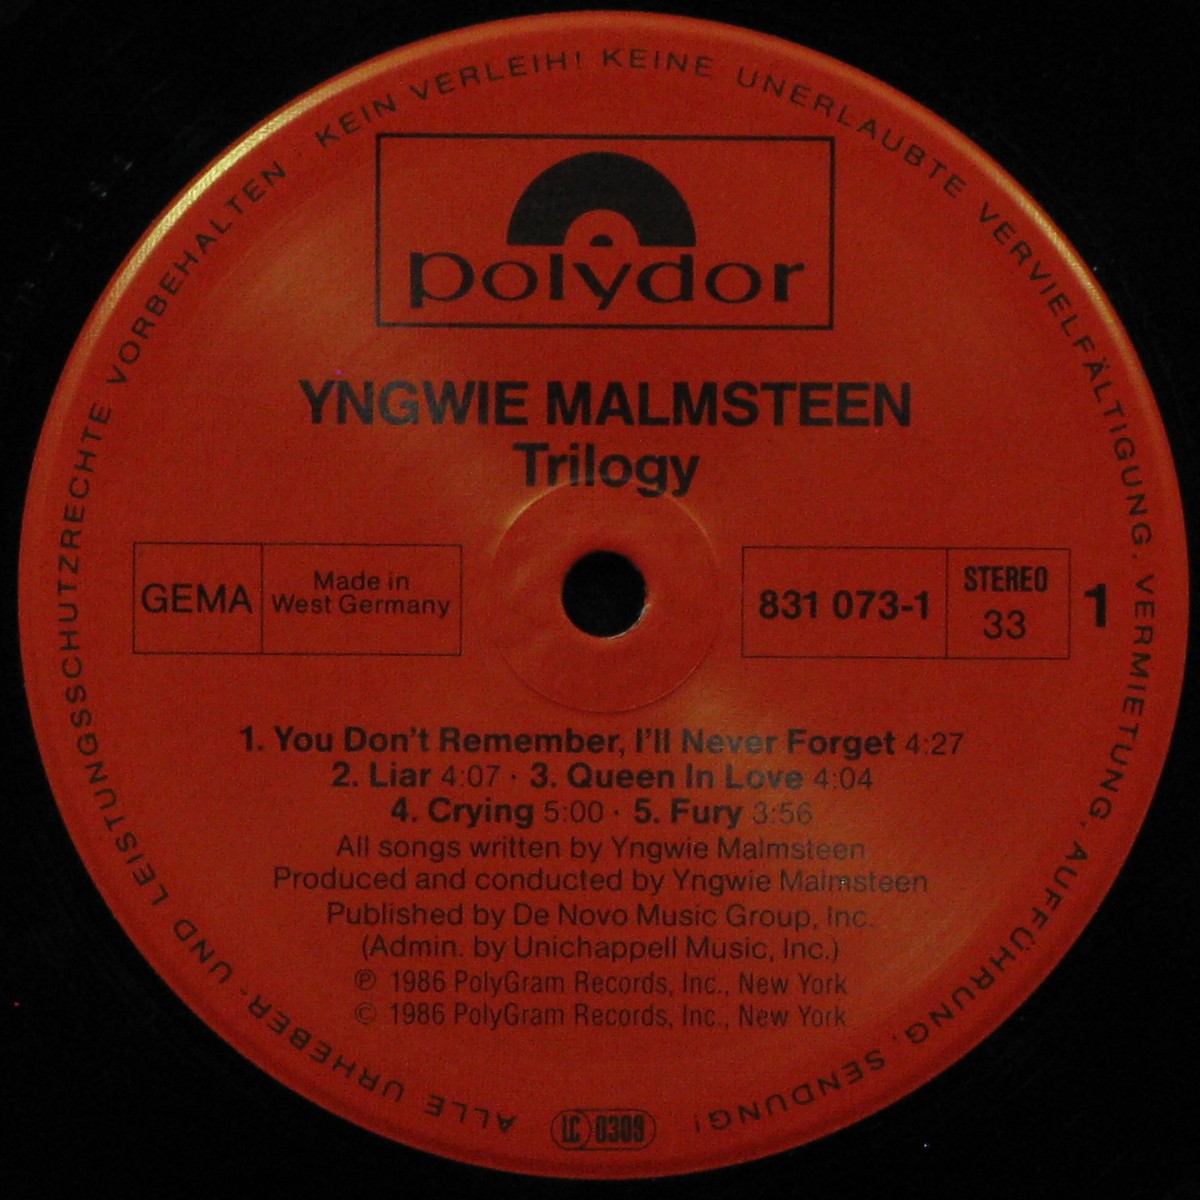 ALLE URHEBER- UND LEISTUNGSSCHUTZRECHTE VORBEHALTEN · KEIN VERLEIH! KEINE UNERLAUBTE VERVIELFÄLTIGUNG, VERMIETUNG, AUFFÜHRUNG, SENDUNG!
polydor
YNGWIE MALMSTEEN
Trilogy
GEMA
Made in
West Germany
831 073-1
STEREO
33
1
1. You Don't Remember, I'll Never Forget 4:27
2. Liar 4:07 · 3. Queen In Love 4:04
4. Crying 5:00 · 5. Fury 3:56
All songs written by Yngwie Malmsteen
Produced and conducted by Yngwie Malmsteen
Published by De Novo Music Group, Inc.
(Admin. by Unichappell Music, Inc.)
℗ 1986 PolyGram Records, Inc., New York
© 1986 PolyGram Records, Inc., New York
LC 0309